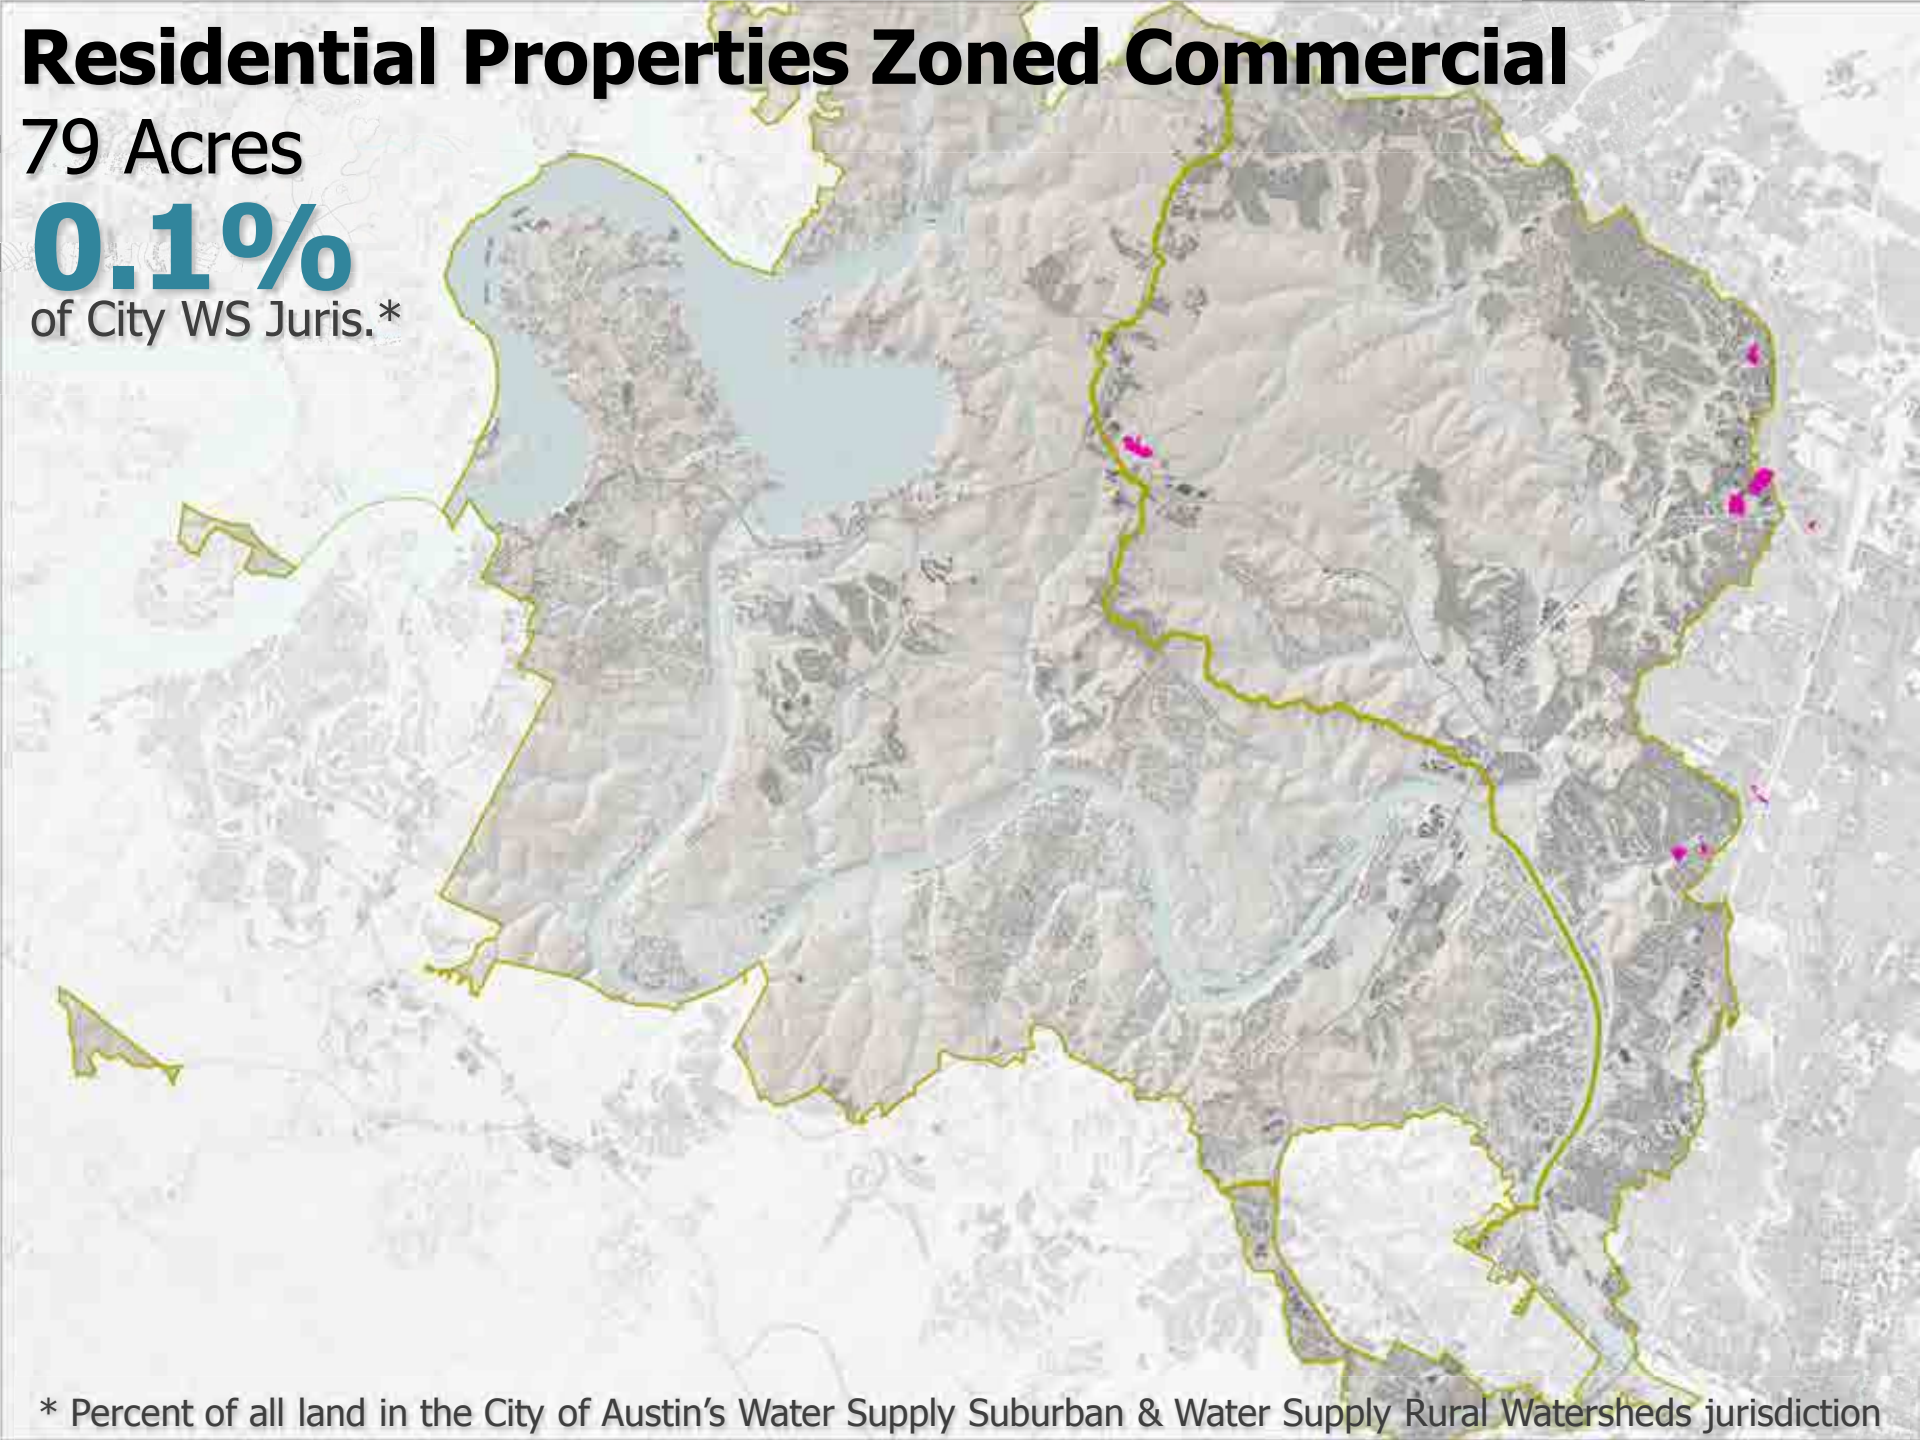 Residential Properties Zoned Commercial
79 Acres
0.1%
of City WS Juris.*
* Percent of all land in the City of Austin’s Water Supply Suburban & Water Supply Rural Watersheds jurisdiction